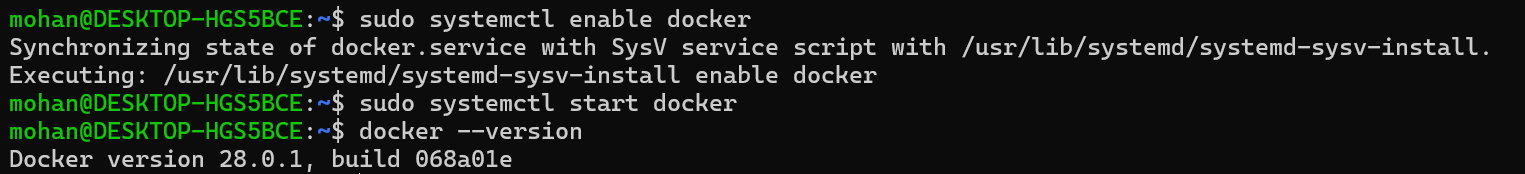 mohan@DESKTOP-HGS5BCE:~$ sudo systemctl enable docker
Synchronizing state of docker.service with SysV service script with /usr/lib/systemd/systemd-sysv-install.
Executing: /usr/lib/systemd/systemd-sysv-install enable docker
mohan@DESKTOP-HGS5BCE:~$ sudo systemctl start docker
mohan@DESKTOP-HGS5BCE:~$ docker --version
Docker version 28.0.1, build 068a01e